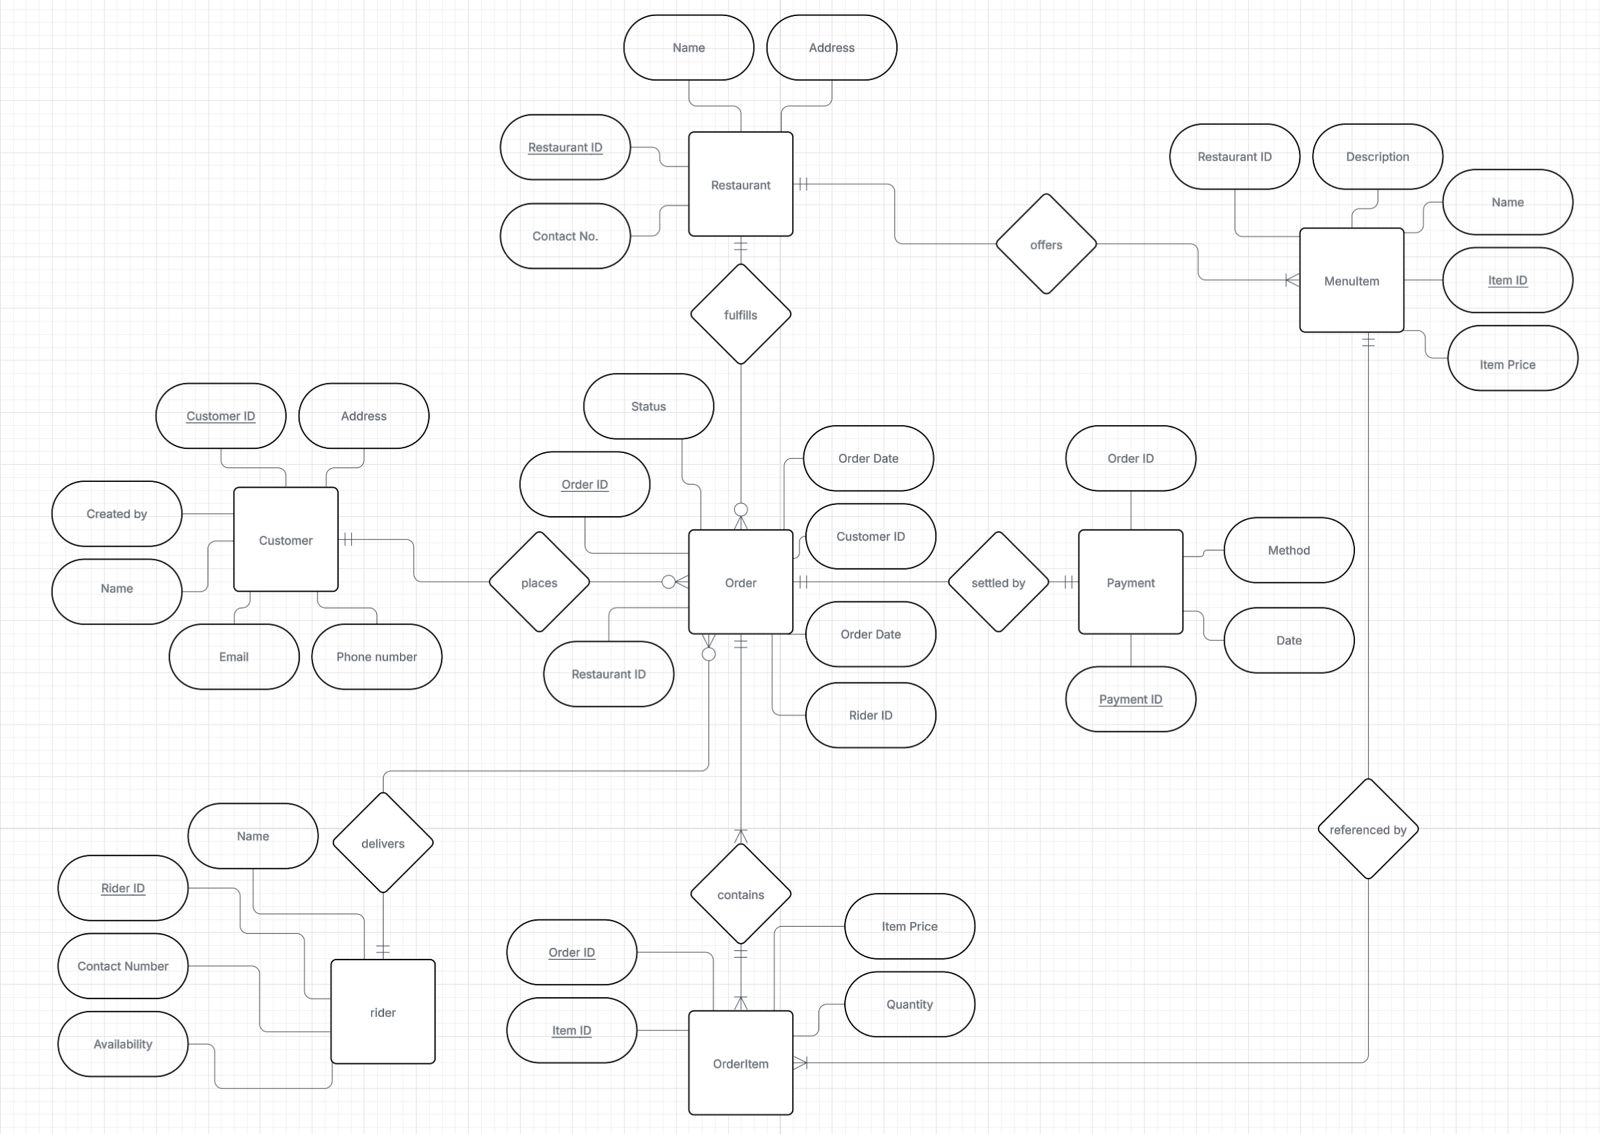 Name
Address
Restaurant ID
Contact No.
Restaurant
offers
Restaurant ID
Description
Name
Item ID
Item Price
MenuItem
fulfills
Customer ID
Address
Created by
Name
Email
Phone number
Customer
places
Status
Order ID
Order Date
Customer ID
Order
Restaurant ID
Order Date
Rider ID
settled by
Order ID
Method
Payment
Date
Payment ID
referenced by
delivers
Name
Rider ID
Contact Number
Availability
rider
contains
Order ID
Item ID
Item Price
Quantity
OrderItem